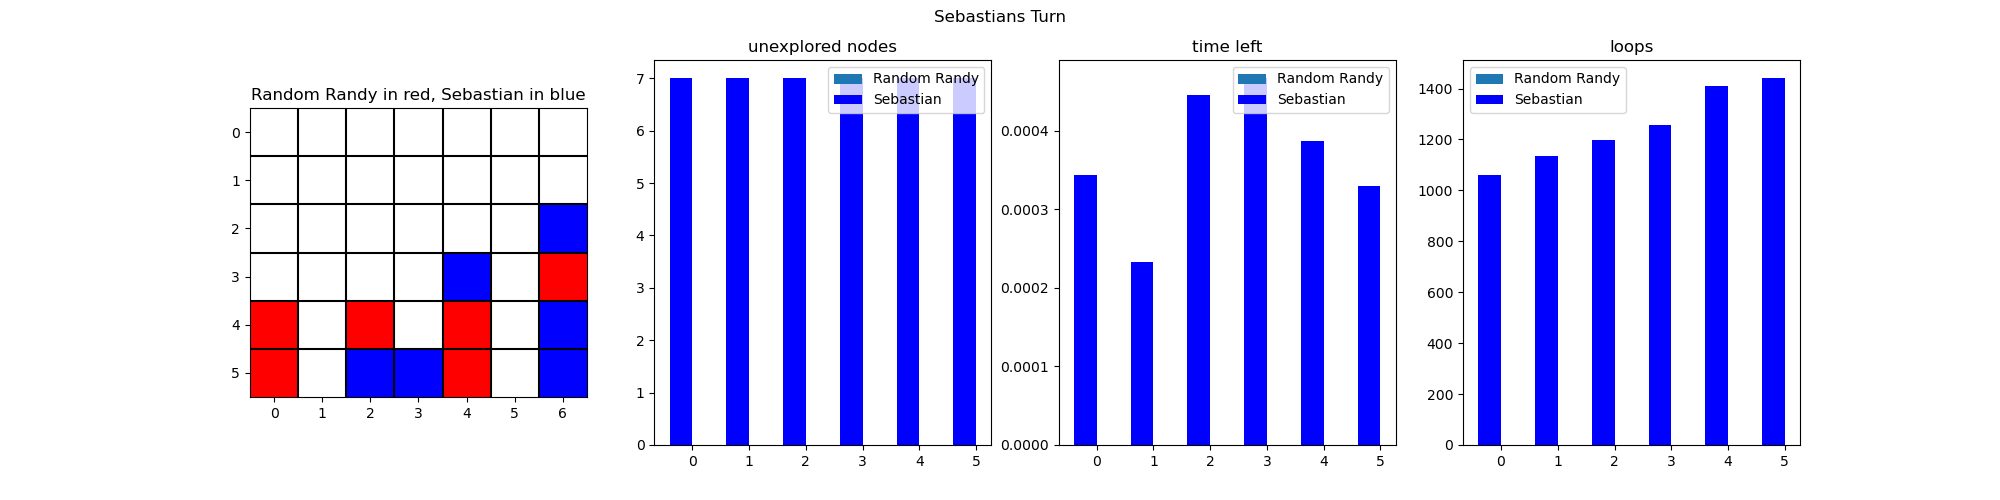 Sebastians Turn
Random Randy in red, Sebastian in blue
0
1
2
3
4
5
0 1 2 3 4 5 6
unexplored nodes
7
6
5
4
3
2
1
0
0 1 2 3 4 5
Random Randy
Sebastian
time left
0.0004
0.0003
0.0002
0.0001
0.0000
0 1 2 3 4 5
Random Randy
Sebastian
loops
1400
1200
1000
800
600
400
200
0
0 1 2 3 4 5
Random Randy
Sebastian